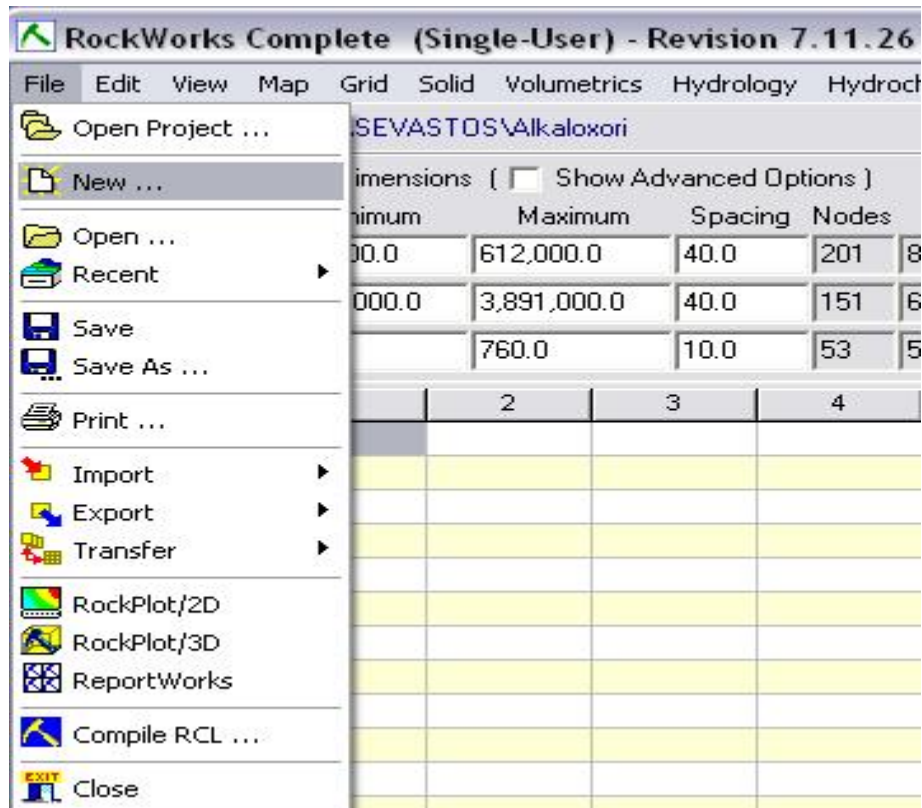 RockWorks Complete (Single-User) - Revision 7.11.26
File Edit View Map Grid Solid Volumetrics Hydrology
Open Project ... \SEVASTOS\Alkaloxori
New ... ( Show Advanced Options )
Maximum Spacing Nodes
Open ... 612,000.0 40.0 201
Recent 3,891,000.0 40.0 151
Save
760.0 10.0 53
Save As ...
2 3 4
Print ...
Import
Export
Transfer
RockPlot/2D
RockPlot/3D
ReportWorks
Compile RCL ...
EXIT Close